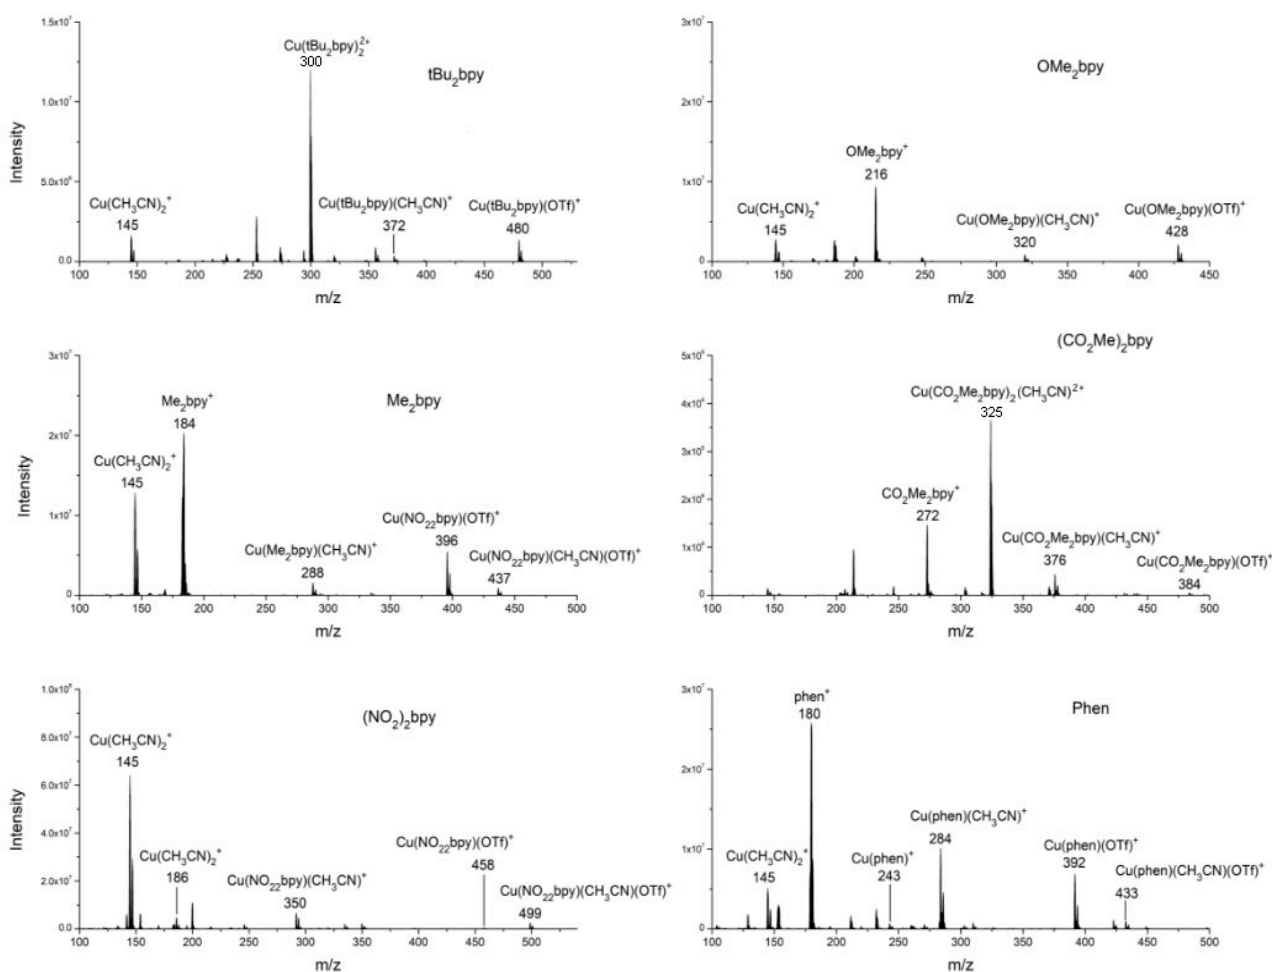 1.5x10⁷
1.0x10⁷
5.0x10⁶
0.0
Intensity
Cu(tBu₂bpy)₂²⁺
300
tBu₂bpy
Cu(CH₃CN)₂⁺
145
Cu(tBu₂bpy)(CH₃CN)⁺
372
Cu(tBu₂bpy)(OTf)⁺
480
100 150 200 250 300 350 400 450 500
m/z
3x10⁷
2x10⁷
1x10⁷
0
OMe₂bpy
OMe₂bpy⁺
216
Cu(CH₃CN)₂⁺
145
Cu(OMe₂bpy)(CH₃CN)⁺
320
Cu(OMe₂bpy)(OTf)⁺
428
100 150 200 250 300 350 400 450
m/z
3x10⁷
2x10⁷
1x10⁷
0
Intensity
Me₂bpy⁺
184
Me₂bpy
Cu(CH₃CN)₂⁺
145
Cu(Me₂bpy)(CH₃CN)⁺
288
Cu(NO₂₂bpy)(OTf)⁺
396
Cu(NO₂₂bpy)(CH₃CN)(OTf)⁺
437
100 150 200 250 300 350 400 450 500
m/z
(CO₂Me)₂bpy
5x10⁶
4x10⁶
3x10⁶
2x10⁶
1x10⁶
0
Cu(CO₂Me₂bpy)₂(CH₃CN)²⁺
325
CO₂Me₂bpy⁺
272
Cu(CO₂Me₂bpy)(CH₃CN)⁺
376
Cu(CO₂Me₂bpy)(OTf)⁺
384
100 150 200 250 300 350 400 450 500
m/z
1.0x10⁸
8.0x10⁷
6.0x10⁷
4.0x10⁷
2.0x10⁷
0.0
Intensity
(NO₂)₂bpy
Cu(CH₃CN)₂⁺
145
Cu(CH₃CN)₂⁺
186
Cu(NO₂₂bpy)(CH₃CN)⁺
350
Cu(NO₂₂bpy)(OTf)⁺
458
Cu(NO₂₂bpy)(CH₃CN)(OTf)⁺
499
100 150 200 250 300 350 400 450 500
m/z
3x10⁷
2x10⁷
1x10⁷
0
phen⁺
180
Phen
Cu(CH₃CN)₂⁺
145
Cu(phen)⁺
243
Cu(phen)(CH₃CN)⁺
284
Cu(phen)(OTf)⁺
392
Cu(phen)(CH₃CN)(OTf)⁺
433
100 150 200 250 300 350 400 450 500
m/z